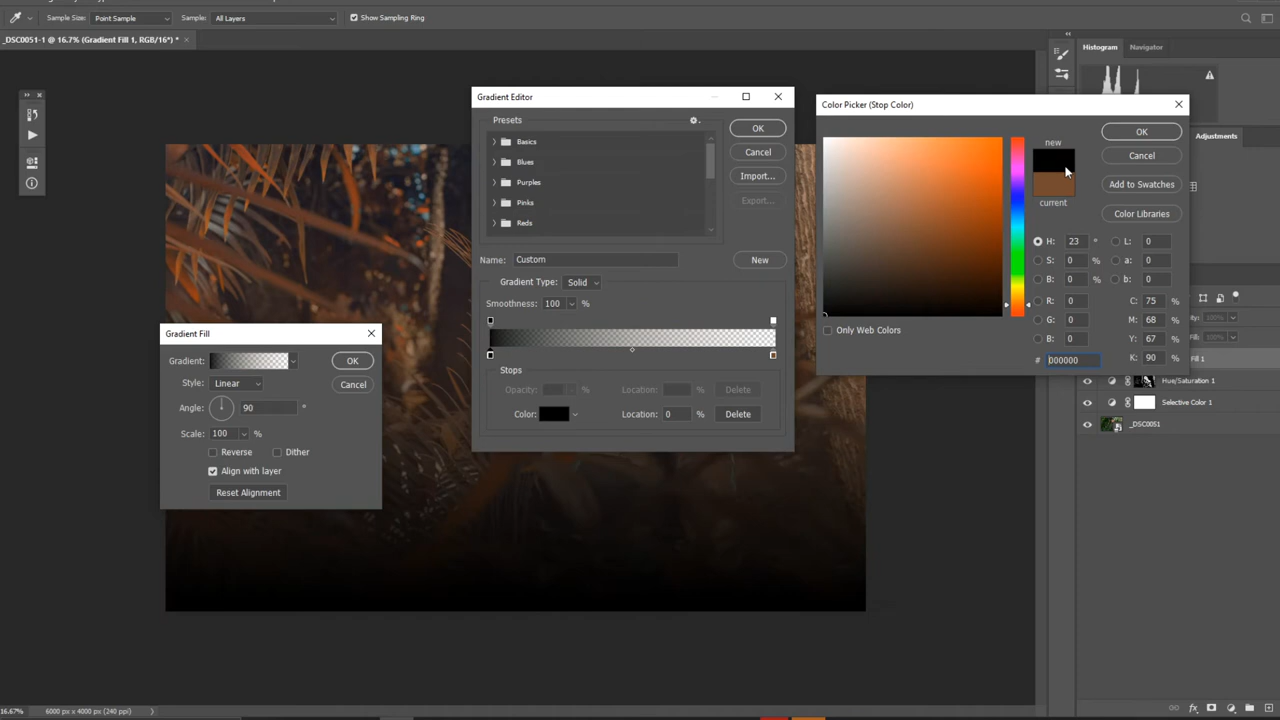 Sample Size: Point Sample Sample: All Layers Show Sampling Ring
_DSC0051-1 @ 16.7% (Gradient Fill 1, RGB/16*) * ×
Histogram Navigator
Gradient Editor
Presets
Basics
Blues
Purples
Pinks
Reds
OK
Cancel
Import...
Export...
Name: Custom New
Gradient Type: Solid
Smoothness: 100 %
Stops
Opacity: % Location: % Delete
Color: Location: 0 % Delete
Color Picker (Stop Color)
new
current
OK
Cancel
Add to Swatches
Color Libraries
H: 23 ° L: 0
S: 0 % a: 0
B: 0 % b: 0
R: 0 C: 75 %
G: 0 M: 68 %
B: 0 Y: 67 %
# 000000 K: 90 %
Only Web Colors
Adjustments
Gradient Fill
Gradient: OK
Style: Linear Cancel
Angle: 90 °
Scale: 100 %
Reverse Dither
Align with layer
Reset Alignment
100%
100%
Fill 1
Hue/Saturation 1
Selective Color 1
_DSC0051
16.67% 6000 px x 4000 px (240 ppi)